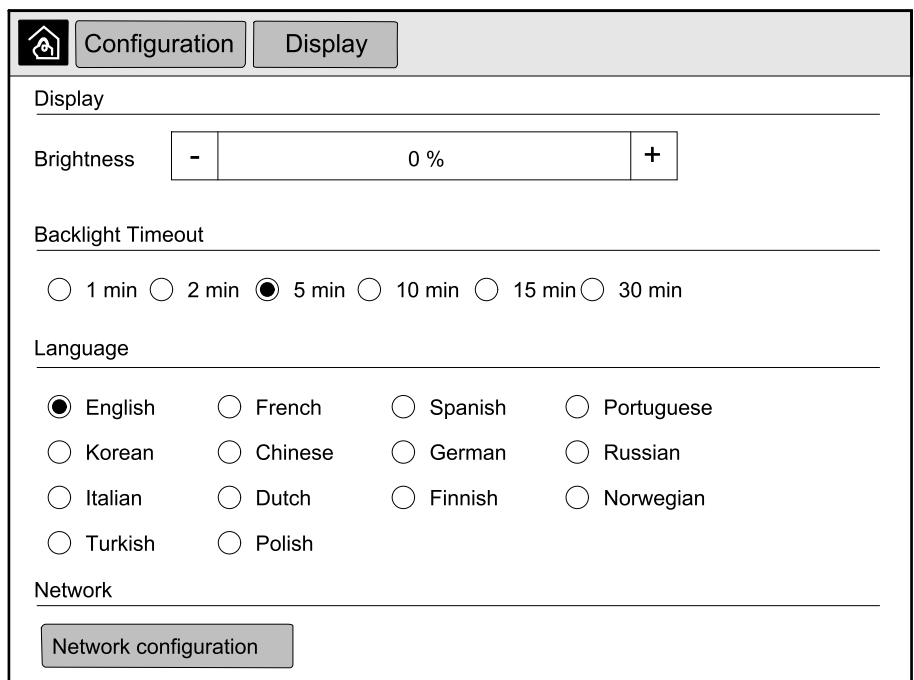 Configuration Display
Display
Brightness - 0 % +
Backlight Timeout
1 min 2 min 5 min 10 min 15 min 30 min
Language
English French Spanish Portuguese
Korean Chinese German Russian
Italian Dutch Finnish Norwegian
Turkish Polish
Network
Network configuration